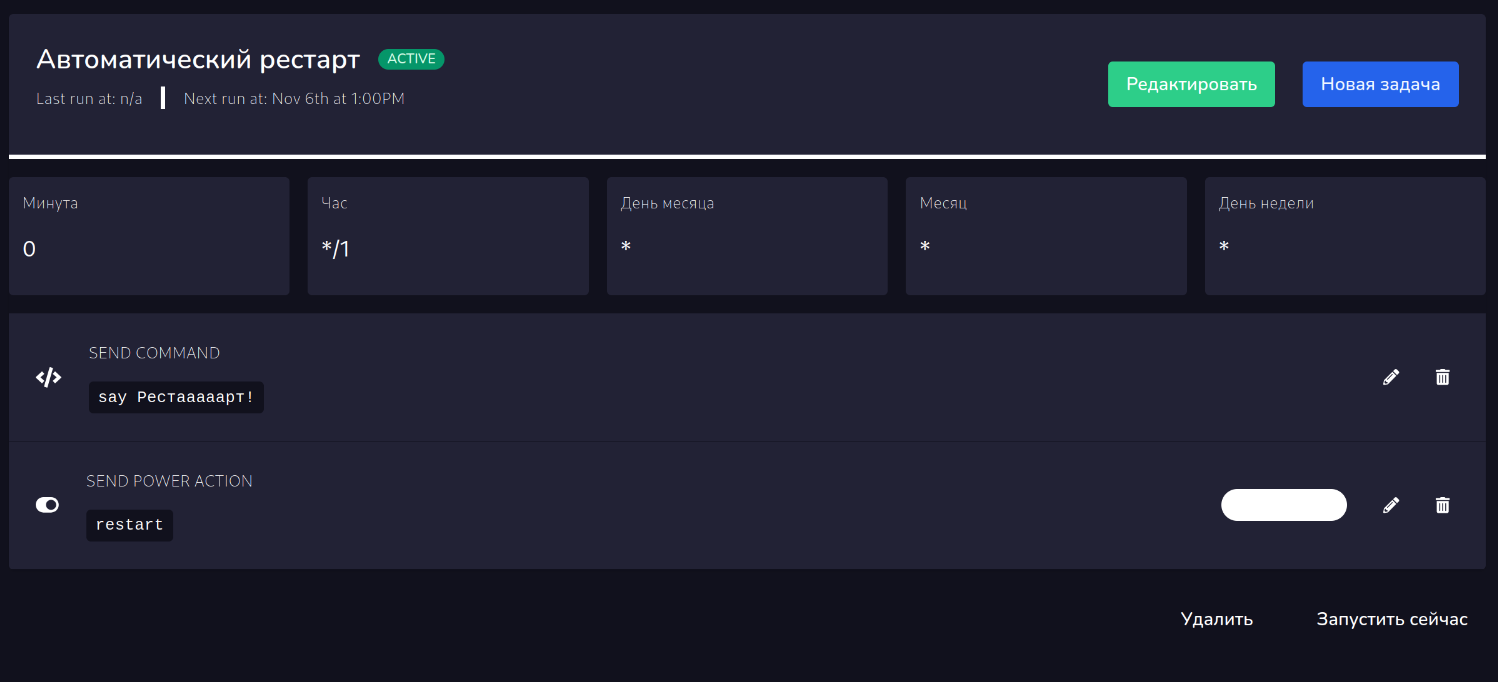 Автоматический рестарт ACTIVE
Last run at: n/a Next run at: Nov 6th at 1:00PM
Редактировать Новая задача
Минута Час День месяца Месяц День недели
0 */1 * * *
SEND COMMAND
say Рестааааарт!
SEND POWER ACTION
restart
Удалить Запустить сейчас